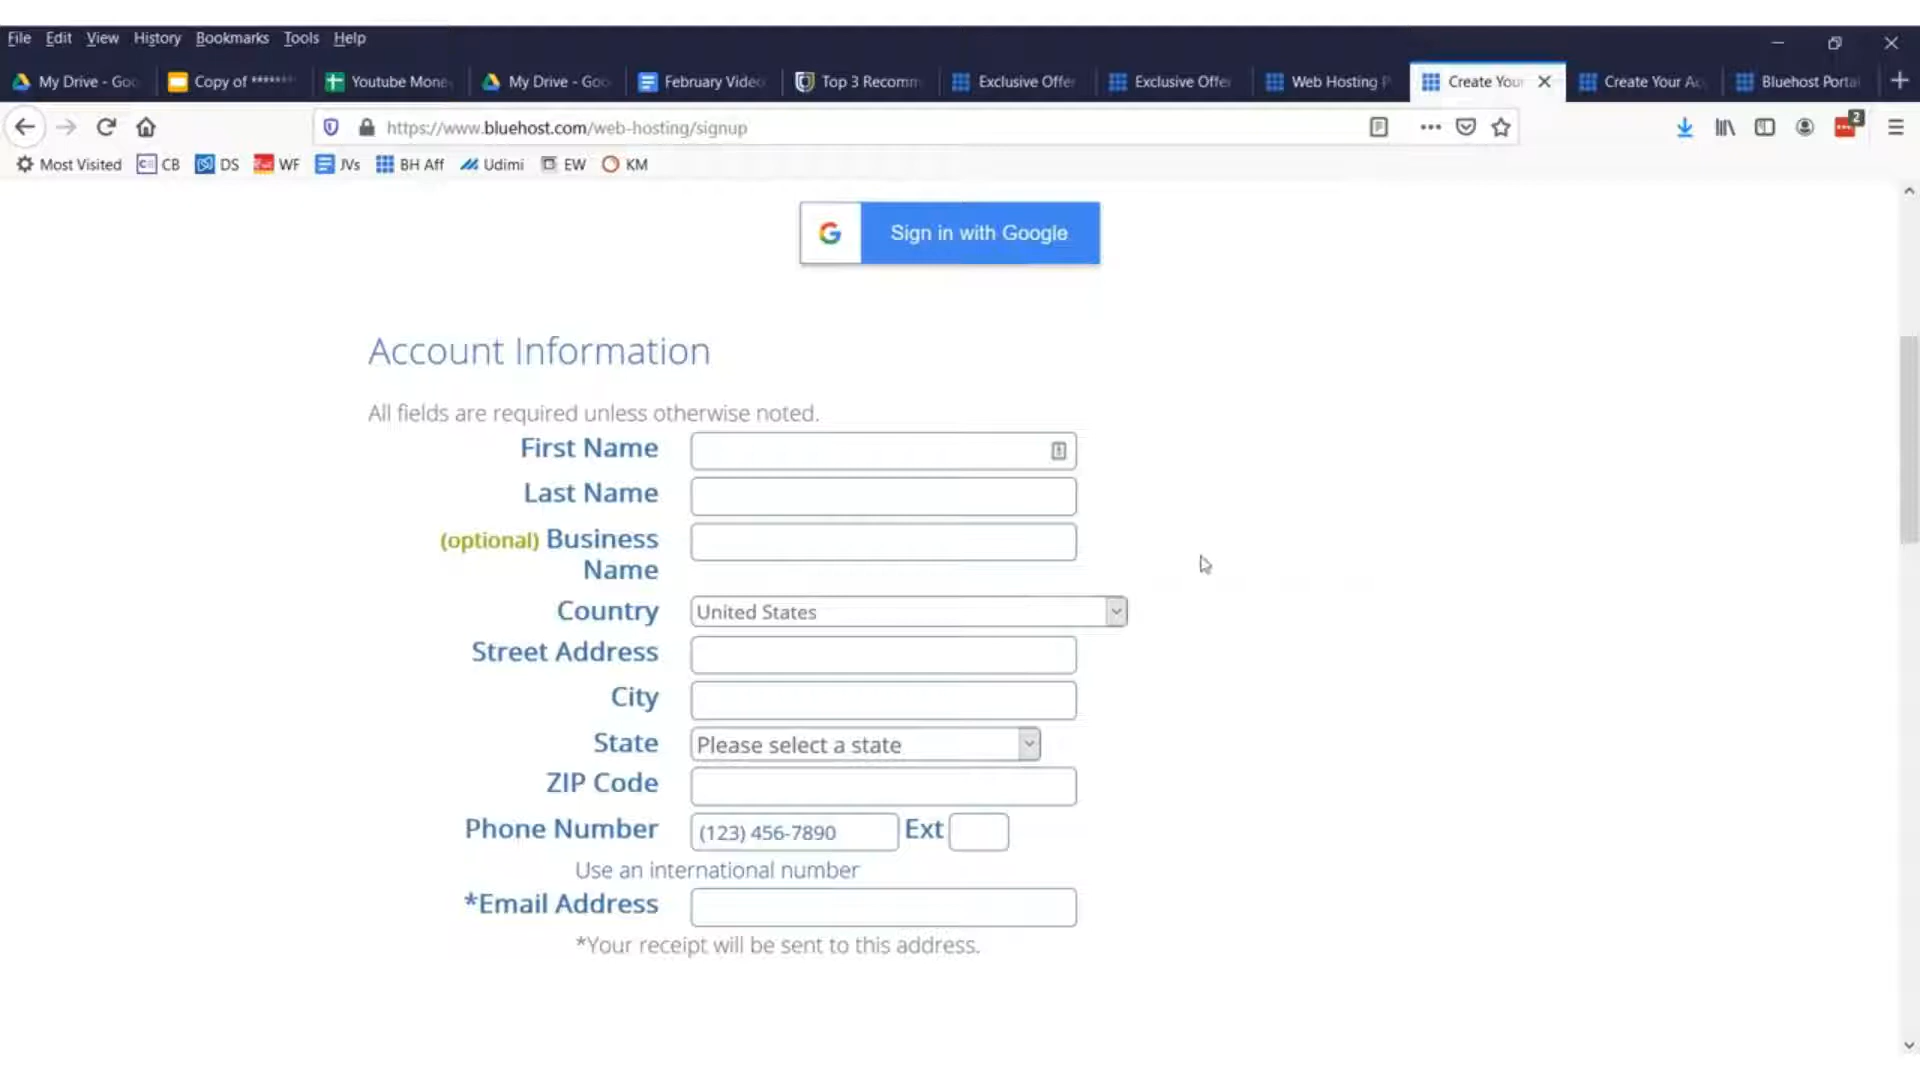 File Edit View History Bookmarks Tools Help
My Drive - Goo Copy of ****** Youtube Mone My Drive - Goo February Video Top 3 Recomm Exclusive Offer Exclusive Offer Web Hosting P Create Your Create Your Ac Bluehost Portal
https://www.bluehost.com/web-hosting/signup
2
Most Visited CB DS WF JVs BH Aff Udimi EW KM
G Sign in with Google
Account Information
All fields are required unless otherwise noted.
First Name
Last Name
(optional) Business
Name
Country United States
Street Address
City
State Please select a state
ZIP Code
Phone Number (123) 456-7890 Ext
Use an international number
*Email Address
*Your receipt will be sent to this address.